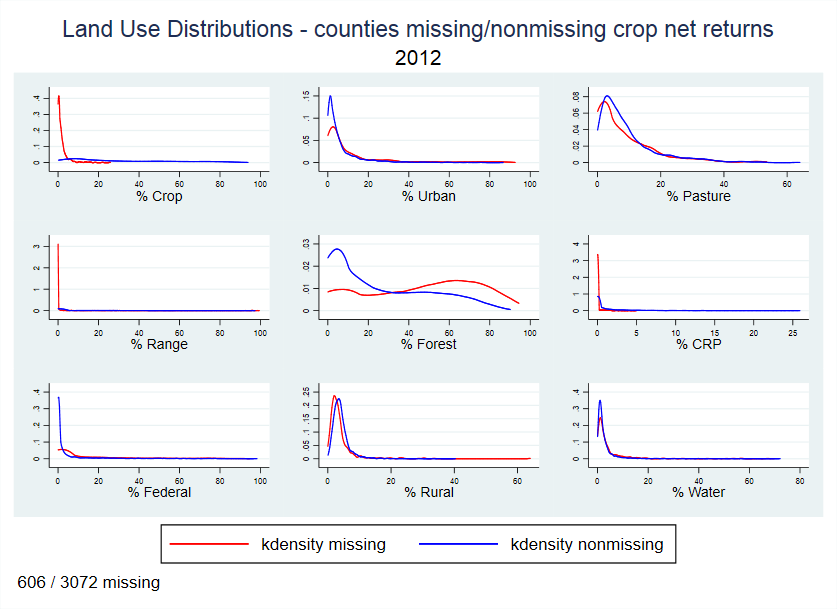 Land Use Distributions - counties missing/nonmissing crop net returns
2012
0 .1 .2 .3 .4
0 20 40 60 80 100
% Crop
0 .05 .1 .15
0 20 40 60 80 100
% Urban
0 .02 .04 .06 .08
0 20 40 60
% Pasture
0 1 2 3
0 20 40 60 80 100
% Range
0 .01 .02 .03
0 20 40 60 80 100
% Forest
0 1 2 3 4
0 5 10 15 20 25
% CRP
0 .1 .2 .3 .4
0 20 40 60 80 100
% Federal
0 .05 .1 .15 .2 .25
0 20 40 60
% Rural
0 .1 .2 .3 .4
0 20 40 60 80
% Water
kdensity missing kdensity nonmissing
606 / 3072 missing